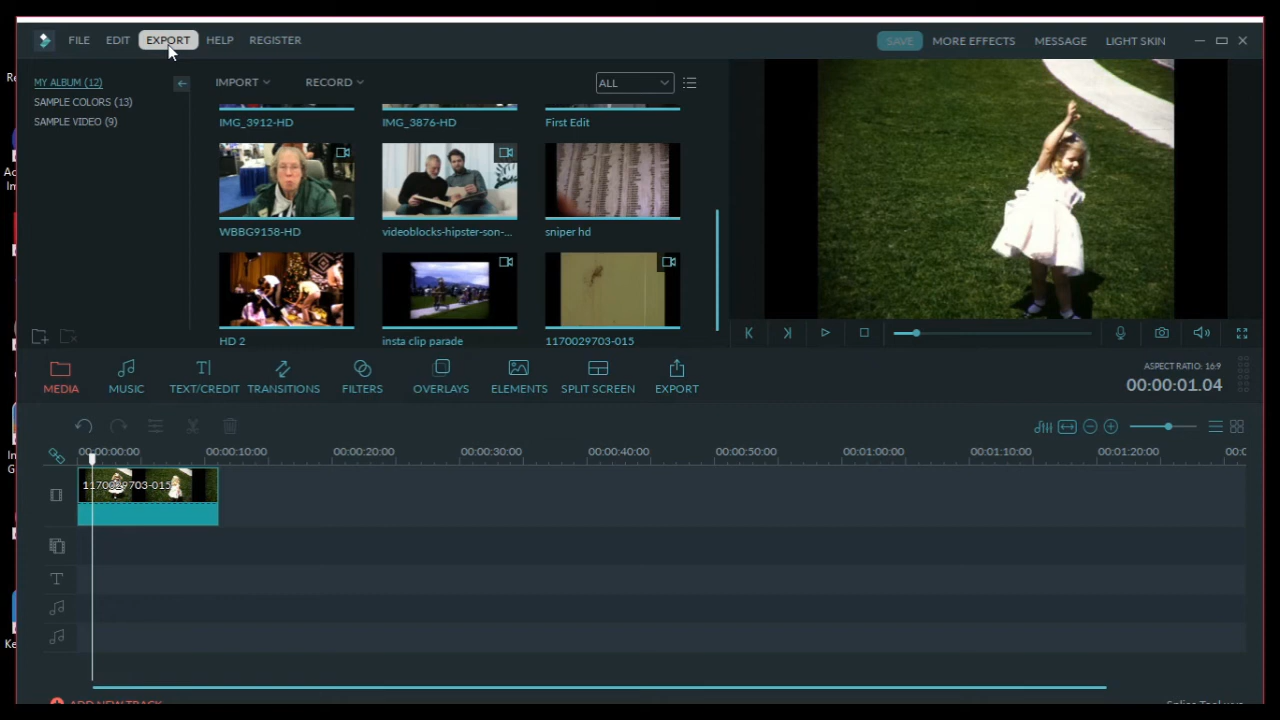 FILE EDIT EXPORT HELP REGISTER SAVE MORE EFFECTS MESSAGE LIGHT SKIN
MY ALBUM (12) IMPORT RECORD ALL
SAMPLE COLORS (13)
SAMPLE VIDEO (9)
IMG_3912-HD IMG_3876-HD First Edit
WBBG9158-HD videoblocks-hipster-son-... sniper hd
HD 2 insta clip parade 1170029703-015
MEDIA MUSIC TEXT/CREDIT TRANSITIONS FILTERS OVERLAYS ELEMENTS SPLIT SCREEN EXPORT
ASPECT RATIO: 16:9
00:00:01.04
00:00:00:00 00:00:10:00 00:00:20:00 00:00:30:00 00:00:40:00 00:00:50:00 00:01:00:00 00:01:10:00 00:01:20:00
1170029703-015
ADD NEW TRACK